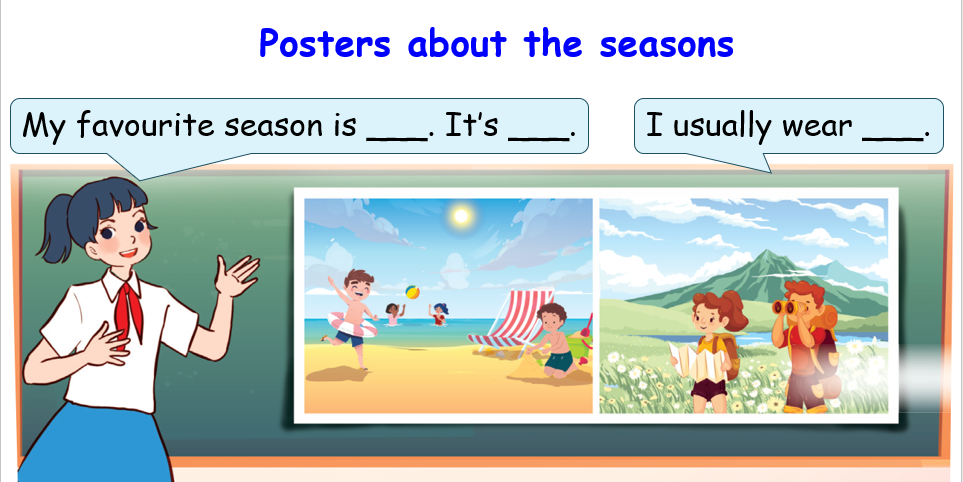 Posters about the seasons
My favourite season is ___. It's ___.
I usually wear ___.